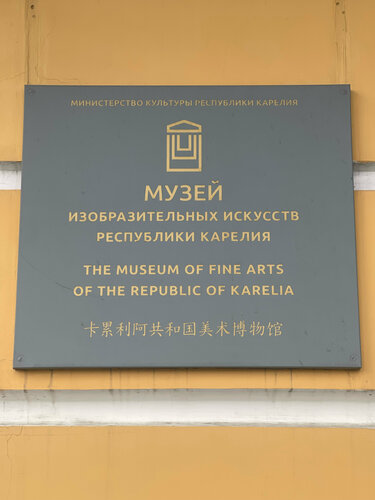 МИНИСТЕРСТВО КУЛЬТУРЫ РЕСПУБЛИКИ КАРЕЛИЯ
МУЗЕЙ
ИЗОБРАЗИТЕЛЬНЫХ ИСКУССТВ
РЕСПУБЛИКИ КАРЕЛИЯ
THE MUSEUM OF FINE ARTS
OF THE REPUBLIC OF KARELIA
卡累利阿共和国美术博物馆